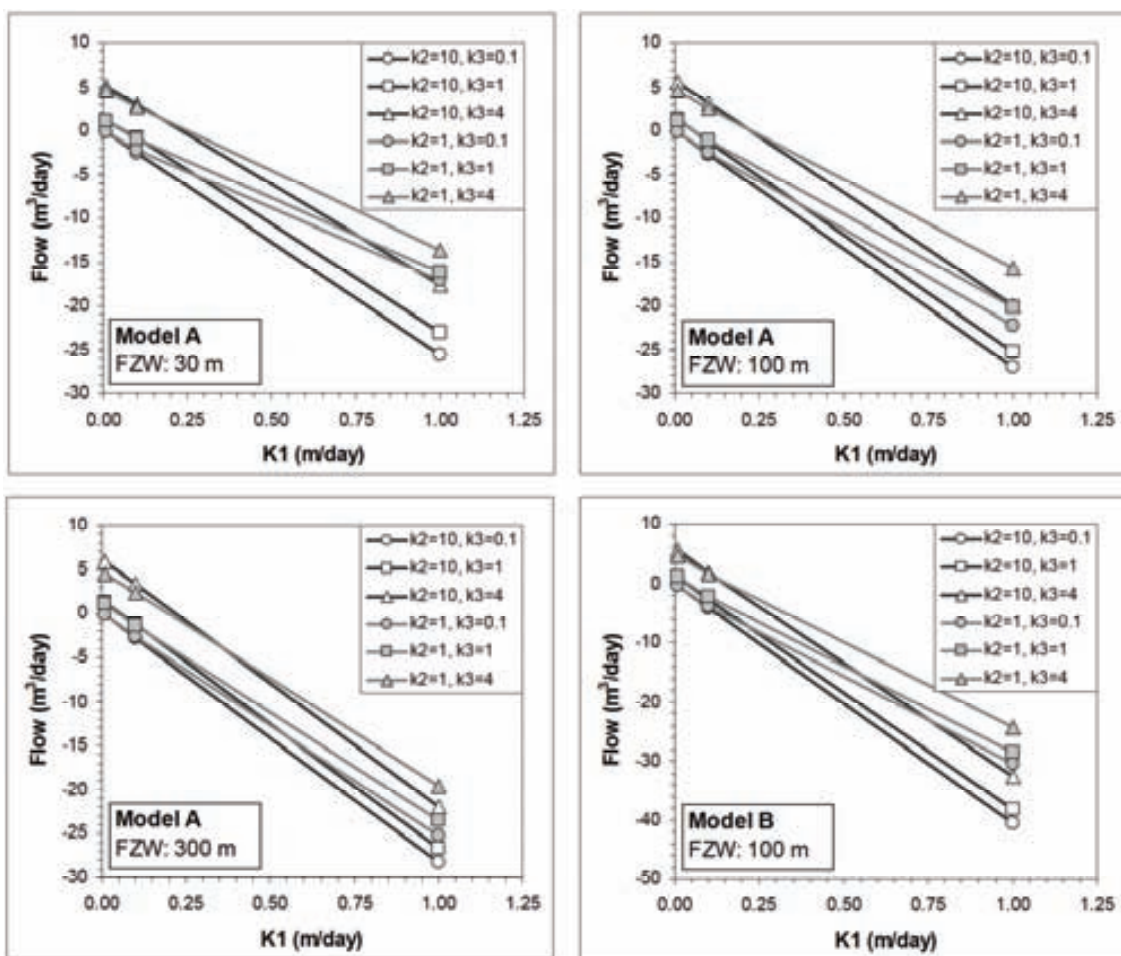 10
5
0
-5
-10
-15
-20
-25
-30
Flow (m³/day)
k2=10, k3=0.1
k2=10, k3=1
k2=10, k3=4
k2=1, k3=0.1
k2=1, k3=1
k2=1, k3=4
Model A
FZW: 30 m
0.00 0.25 0.50 0.75 1.00 1.25
K1 (m/day)
10
5
0
-5
-10
-15
-20
-25
-30
Flow (m³/day)
k2=10, k3=0.1
k2=10, k3=1
k2=10, k3=4
k2=1, k3=0.1
k2=1, k3=1
k2=1, k3=4
Model A
FZW: 100 m
0.00 0.25 0.50 0.75 1.00 1.25
K1 (m/day)
10
5
0
-5
-10
-15
-20
-25
-30
Flow (m³/day)
k2=10, k3=0.1
k2=10, k3=1
k2=10, k3=4
k2=1, k3=0.1
k2=1, k3=1
k2=1, k3=4
Model A
FZW: 300 m
0.00 0.25 0.50 0.75 1.00 1.25
K1 (m/day)
10
0
-10
-20
-30
-40
-50
Flow (m³/day)
k2=10, k3=0.1
k2=10, k3=1
k2=10, k3=4
k2=1, k3=0.1
k2=1, k3=1
k2=1, k3=4
Model B
FZW: 100 m
0.00 0.25 0.50 0.75 1.00 1.25
K1 (m/day)